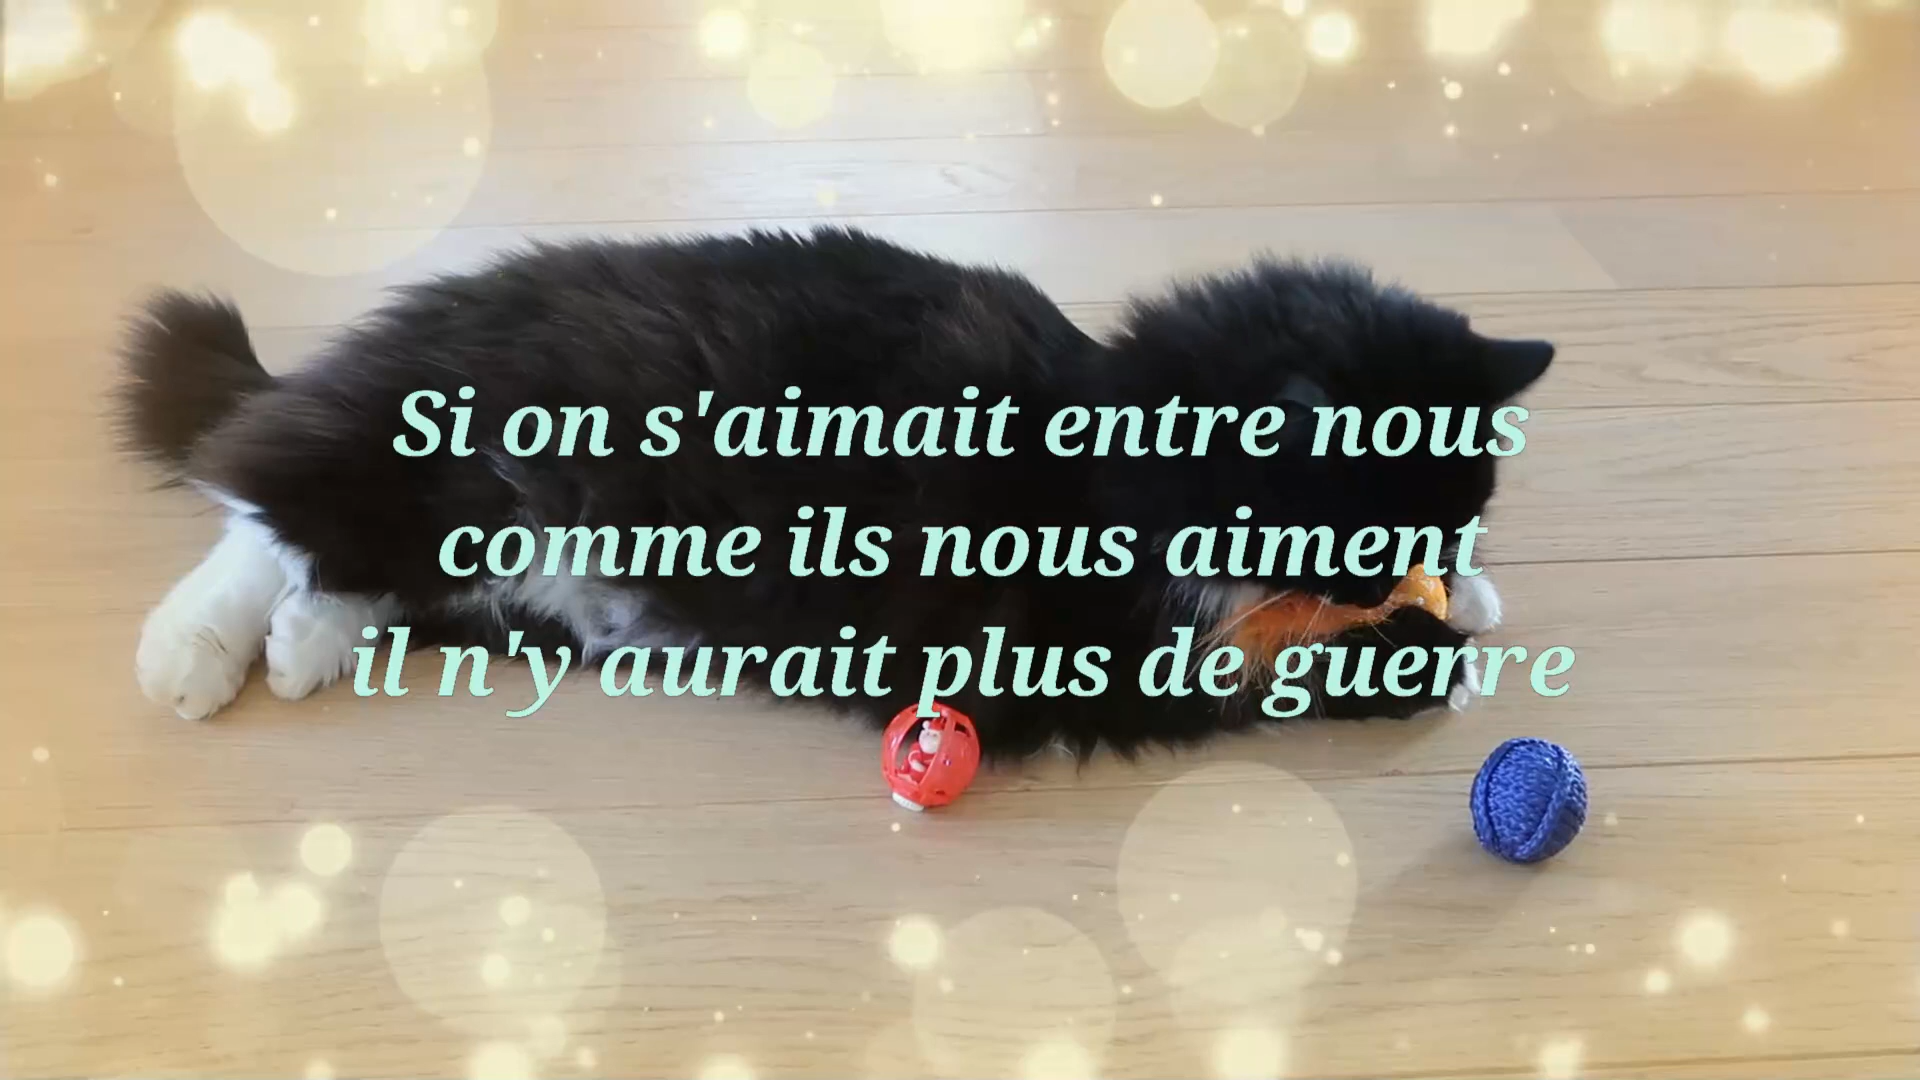 Si on s'aimait entre nous
comme ils nous aiment
il n'y aurait plus de guerre